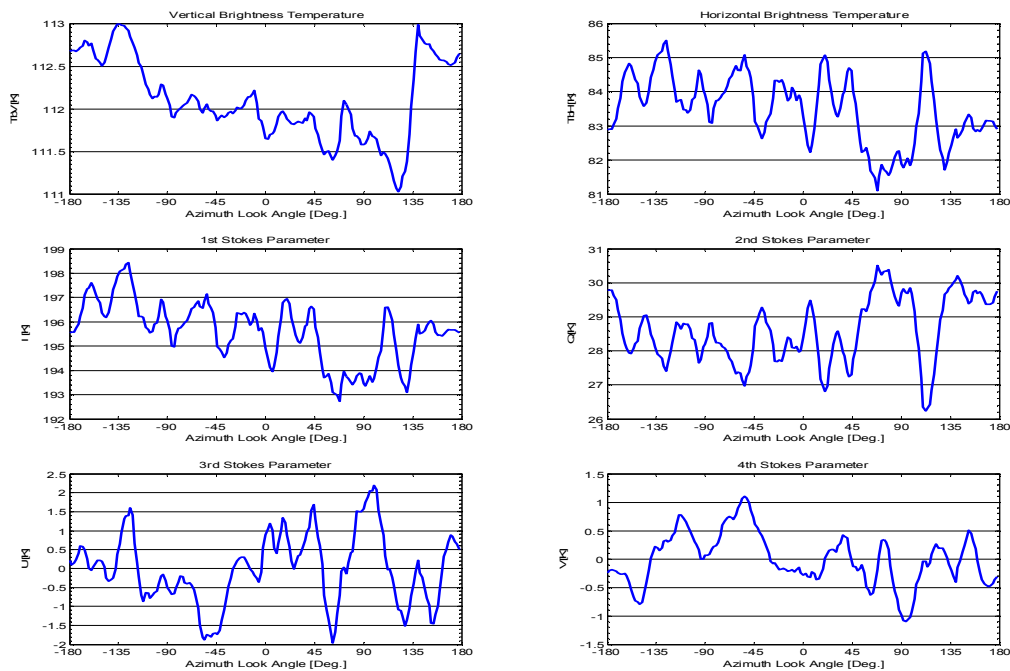 Vertical Brightness Temperature
113
112.5
112
111.5
111
TbV[K]
-180 -135 -90 -45 0 45 90 135 180
Azimuth Look Angle [Deg.]
Horizontal Brightness Temperature
86
85
84
83
82
81
-180 -135 -90 -45 0 45 90 135 180
Azimuth Look Angle [Deg.]
1st Stokes Parameter
199
198
197
196
195
194
193
192
I [K]
-180 -135 -90 -45 0 45 90 135 180
Azimuth Look Angle [Deg.]
2nd Stokes Parameter
31
30
29
28
27
26
Q[K]
-180 -135 -90 -45 0 45 90 135 180
Azimuth Look Angle [Deg.]
3rd Stokes Parameter
2.5
2
1.5
1
0.5
0
-0.5
-1
-1.5
-2
U[K]
-180 -135 -90 -45 0 45 90 135 180
Azimuth Look Angle [Deg.]
4th Stokes Parameter
1.5
1
0.5
0
-0.5
-1
-1.5
V[K]
-180 -135 -90 -45 0 45 90 135 180
Azimuth Look Angle [Deg.]